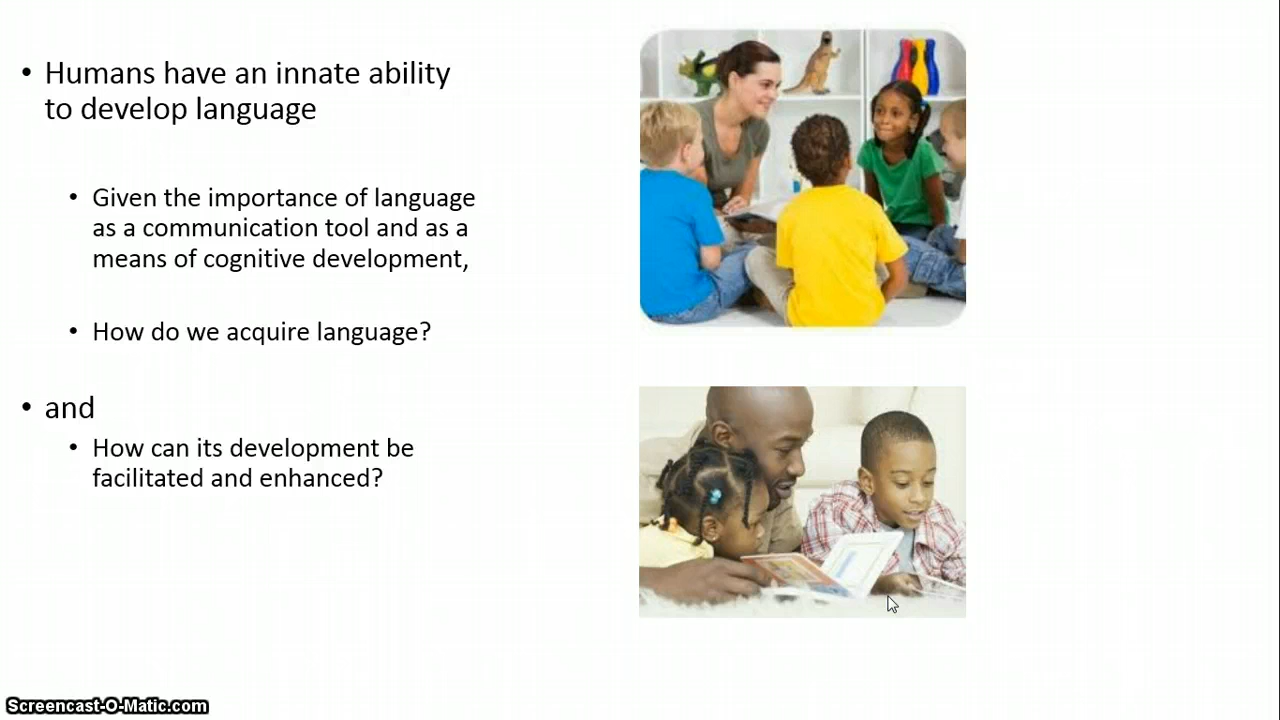 • Humans have an innate ability
to develop language
• Given the importance of language
as a communication tool and as a
means of cognitive development,
• How do we acquire language?
• and
• How can its development be
facilitated and enhanced?
Screencast-O-Matic.com